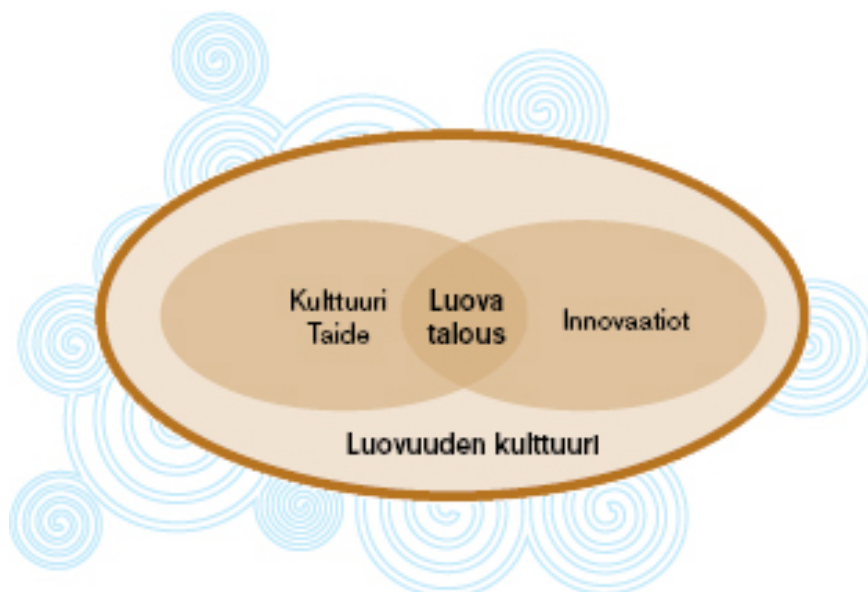 Kulttuuri
Taide
Luova
talous
Innovaatiot
Luovuuden kulttuuri